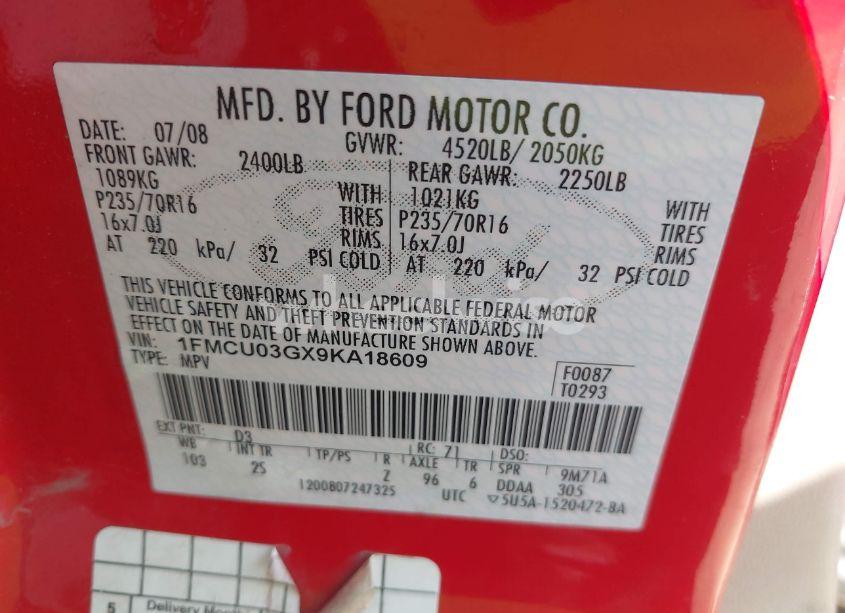 MFD. BY FORD MOTOR CO.
DATE: 07/08 GVWR: 4520LB/ 2050KG
FRONT GAWR: 2400LB REAR GAWR: 2250LB
1089KG WITH 1021KG WITH
P235/70R16 TIRES P235/70R16 TIRES
16x7.0J RIMS 16x7.0J RIMS
AT 220 kPa/ 32 PSI COLD AT 220 kPa/ 32 PSI COLD
THIS VEHICLE CONFORMS TO ALL APPLICABLE FEDERAL MOTOR
VEHICLE SAFETY AND THEFT PREVENTION STANDARDS IN
EFFECT ON THE DATE OF MANUFACTURE SHOWN ABOVE.
VIN: 1FMCU03GX9KA18609
TYPE: MPV
F0087
T0293
EXT PNT: D3 RC: 71 DSO:
WB INT TR TP/PS R AXLE TR SPR 9M71A
103 2S Z 96 6 DDAA 305
1200807247325 UTC ▽5U5A-1520472-BA
5 Delivery